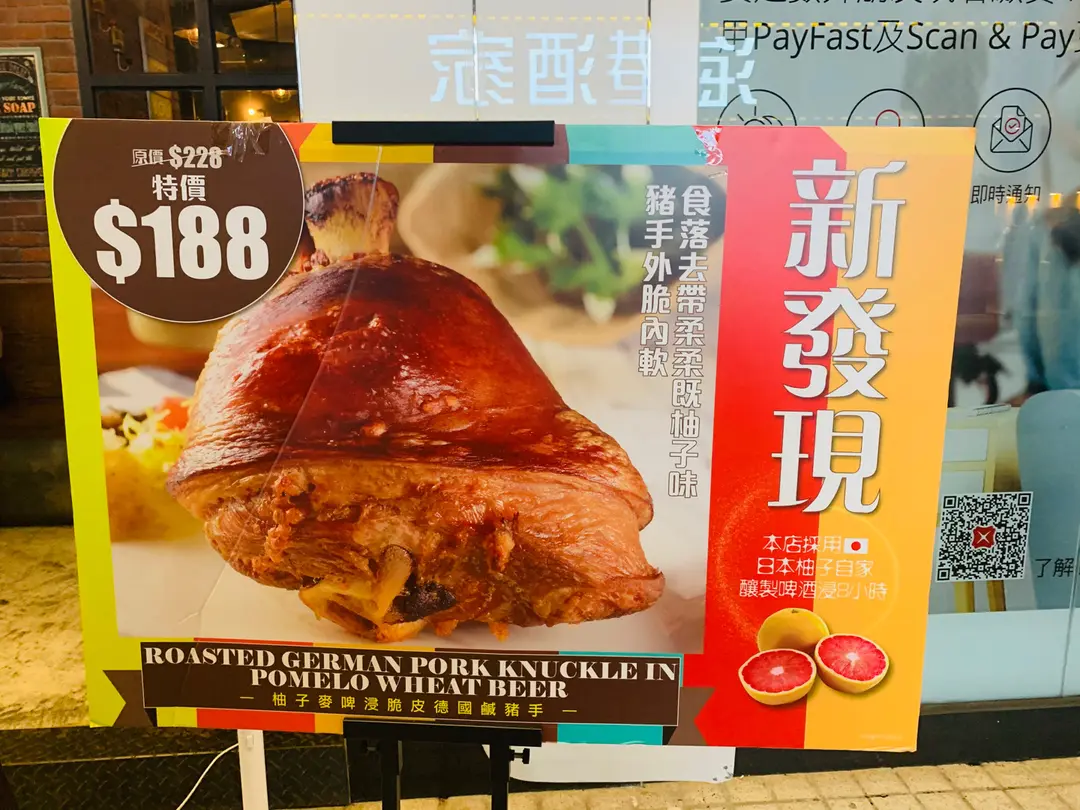 用PayFast及Scan & Pay
SOAP
即時通知
原價 $228
特價
$188
食落去帶柔柔既柚子味
豬手外脆內軟
新發現
本店採用
日本柚子自家
釀製啤酒浸8小時
了解
ROASTED GERMAN PORK KNUCKLE IN
POMELO WHEAT BEER
— 柚子麥啤浸脆皮德國鹹豬手 —